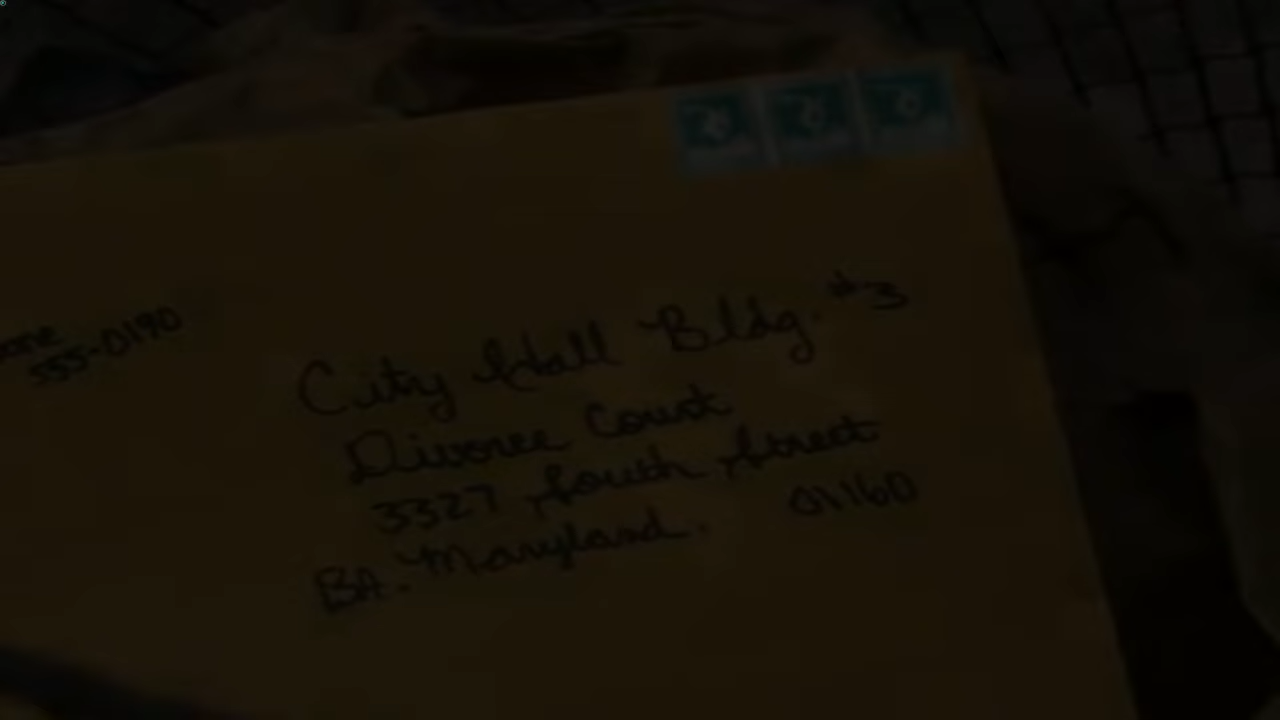 555-0190
City Hall Bldg. #3
Divorce Court
3327 South Street
BA. Maryland. 01160